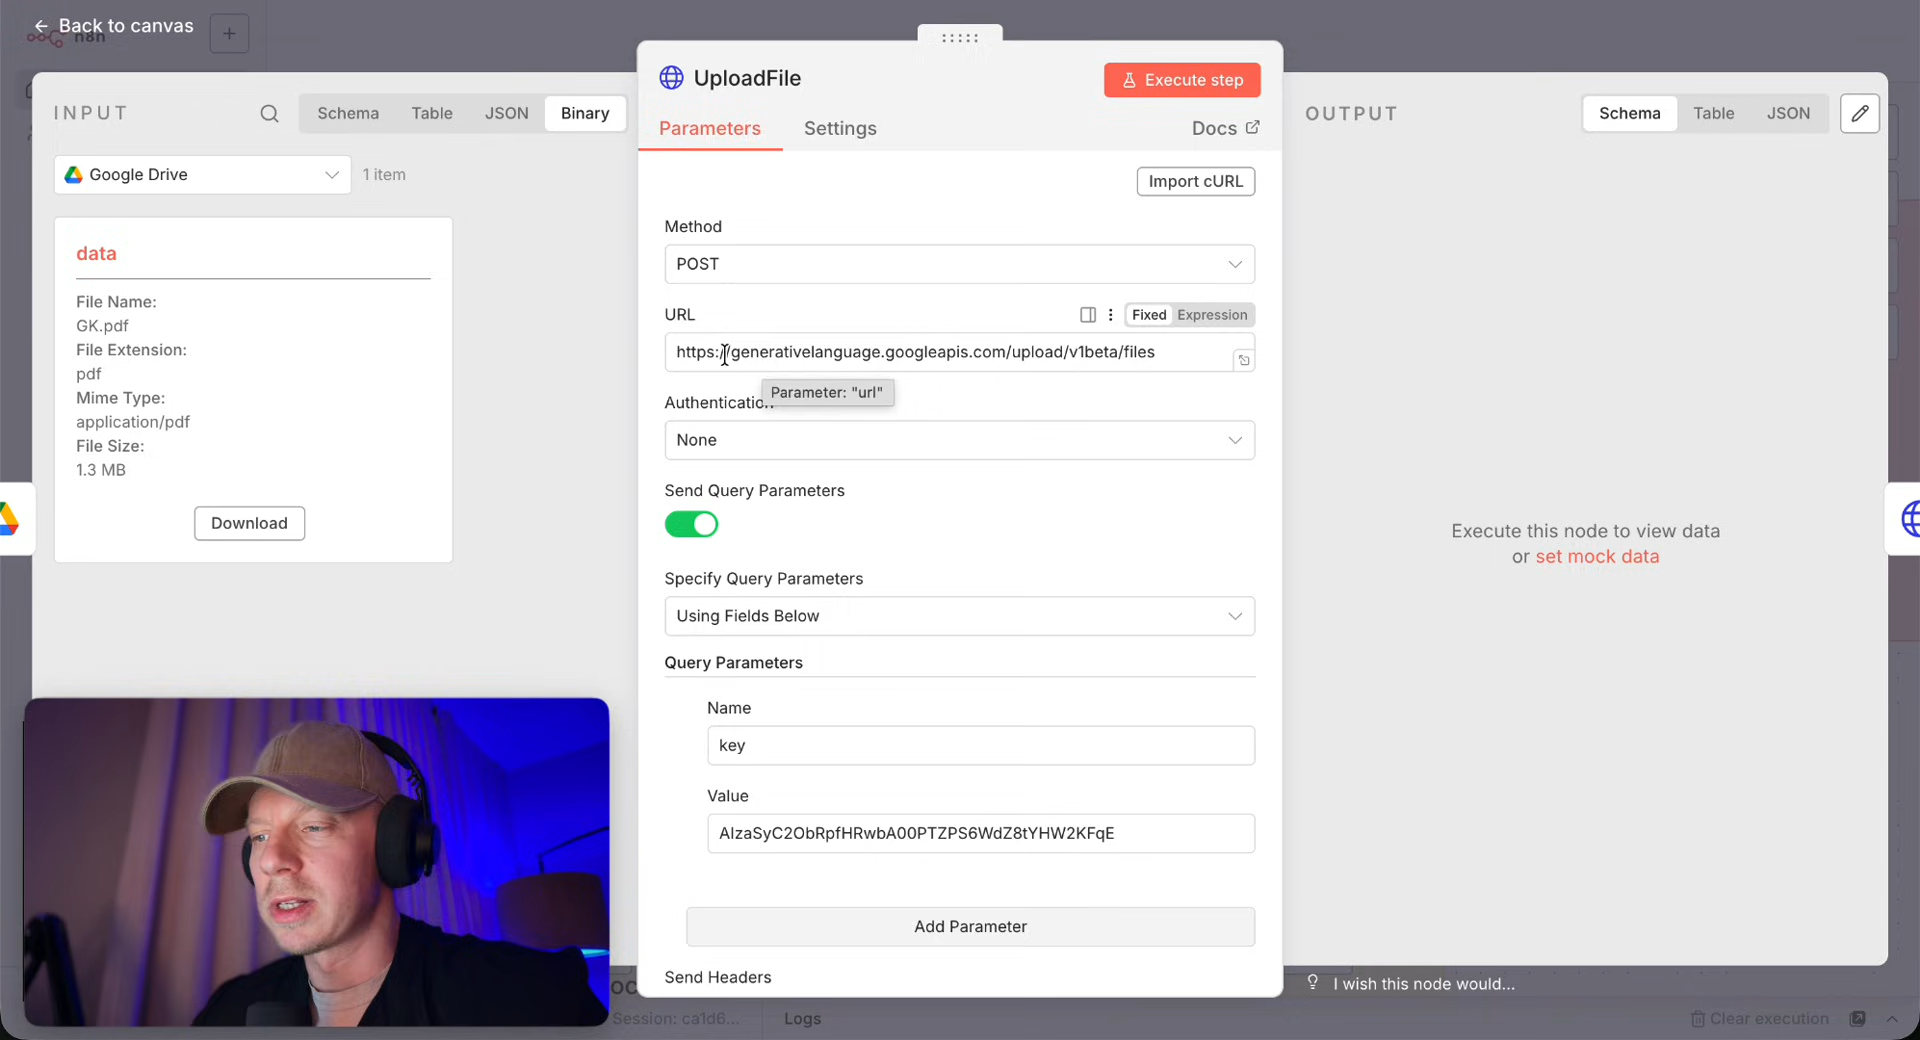 Back to canvas
n8n
INPUT
Schema
Table
JSON
Binary
Google Drive
1 item
data
File Name:
GK.pdf
File Extension:
pdf
Mime Type:
application/pdf
File Size:
1.3 MB
Download
UploadFile
Execute step
Parameters
Settings
Docs
Import cURL
Method
POST
URL
Fixed
Expression
https://generativelanguage.googleapis.com/upload/v1beta/files
Parameter: "url"
Authentication
None
Send Query Parameters
Specify Query Parameters
Using Fields Below
Query Parameters
Name
key
Value
AIzaSyC2ObRpfHRwbA00PTZPS6WdZ8tYHW2KFqE
Add Parameter
Send Headers
OUTPUT
Schema
Table
JSON
Execute this node to view data
or set mock data
I wish this node would...
Session: ca1d6...
Logs
Clear execution